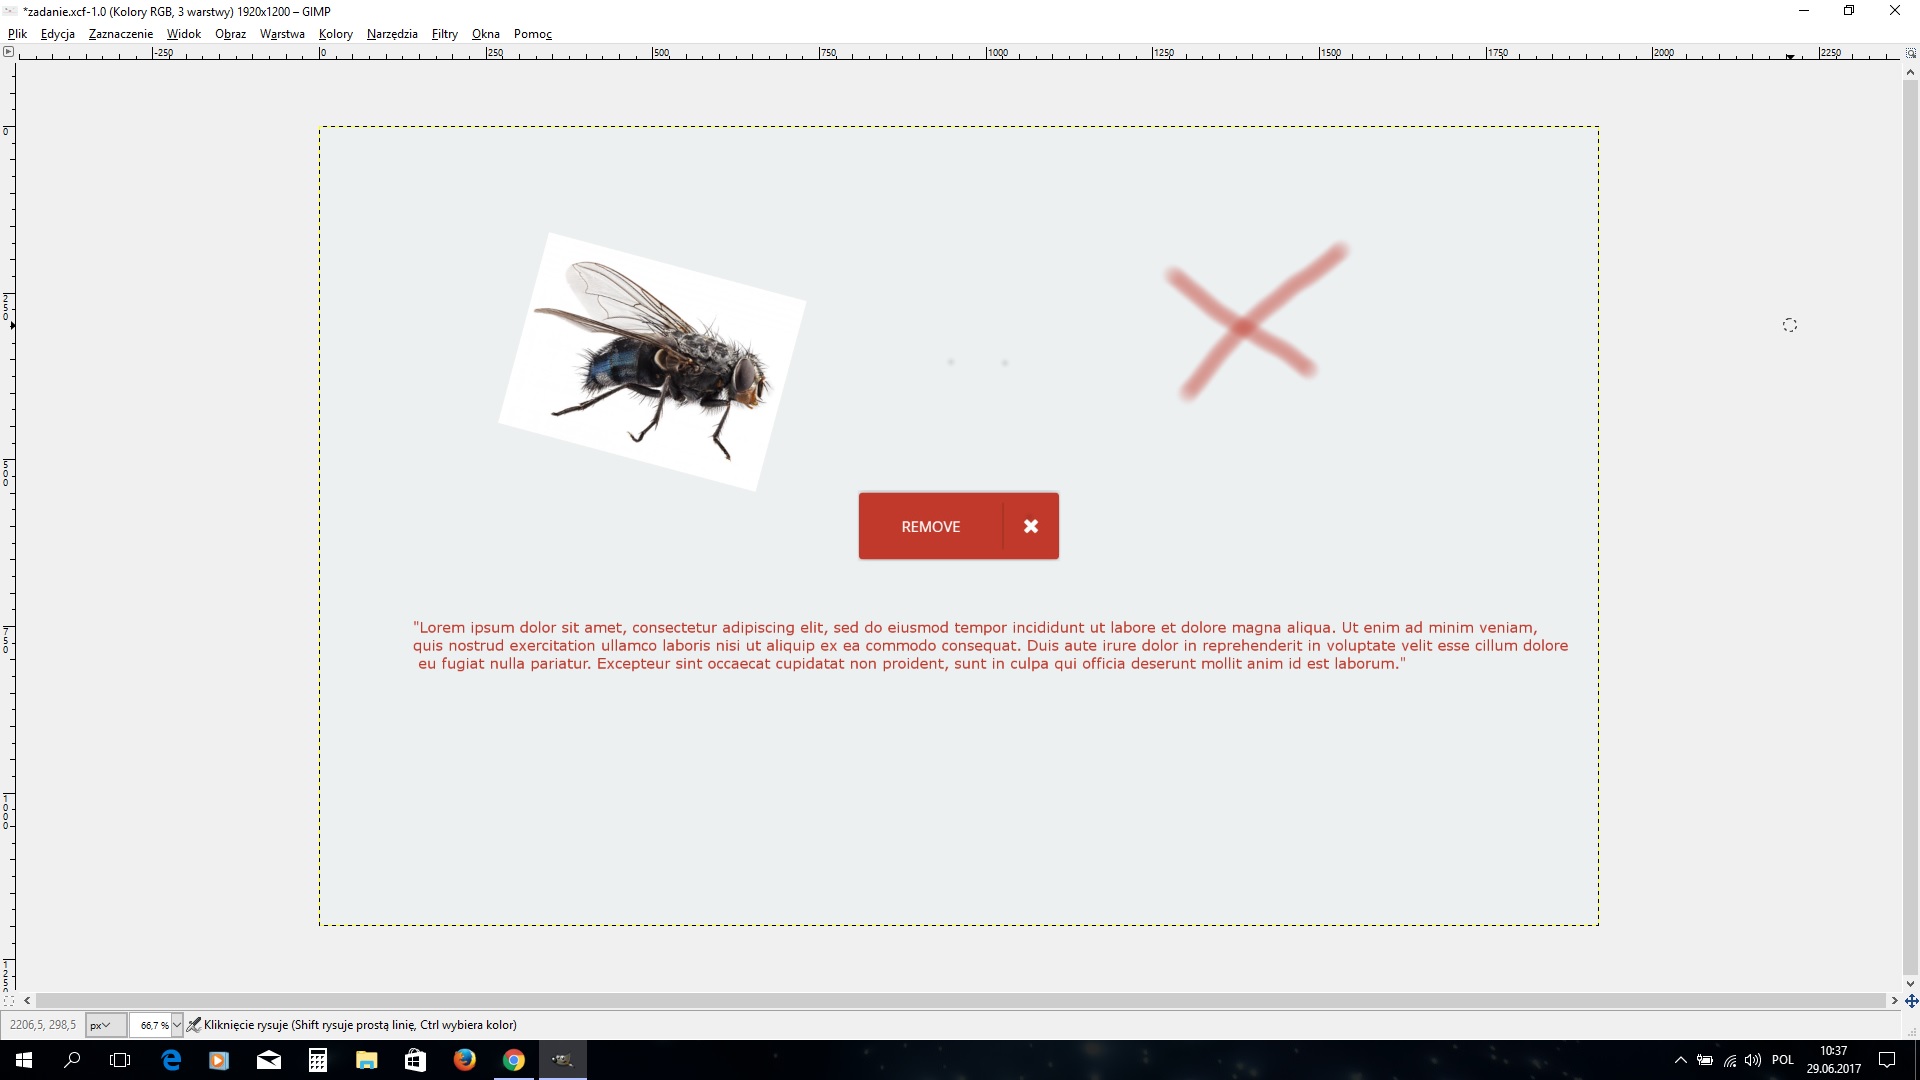 *zadanie.xcf-1.0 (Kolory RGB, 3 warstwy) 1920x1200 – GIMP
Plik Edycja Zaznaczenie Widok Obraz Warstwa Kolory Narzędzia Filtry Okna Pomoc
-250 0 250 500 750 1000 1250 1500 1750 2000 2250
0
250
500
750
1000
1250
REMOVE
"Lorem ipsum dolor sit amet, consectetur adipiscing elit, sed do eiusmod tempor incididunt ut labore et dolore magna aliqua. Ut enim ad minim veniam,
quis nostrud exercitation ullamco laboris nisi ut aliquip ex ea commodo consequat. Duis aute irure dolor in reprehenderit in voluptate velit esse cillum dolore
eu fugiat nulla pariatur. Excepteur sint occaecat cupidatat non proident, sunt in culpa qui officia deserunt mollit anim id est laborum."
2206,5, 298,5 px 66,7 % Kliknięcie rysuje (Shift rysuje prostą linię, Ctrl wybiera kolor)
POL 10:37
29.06.2017